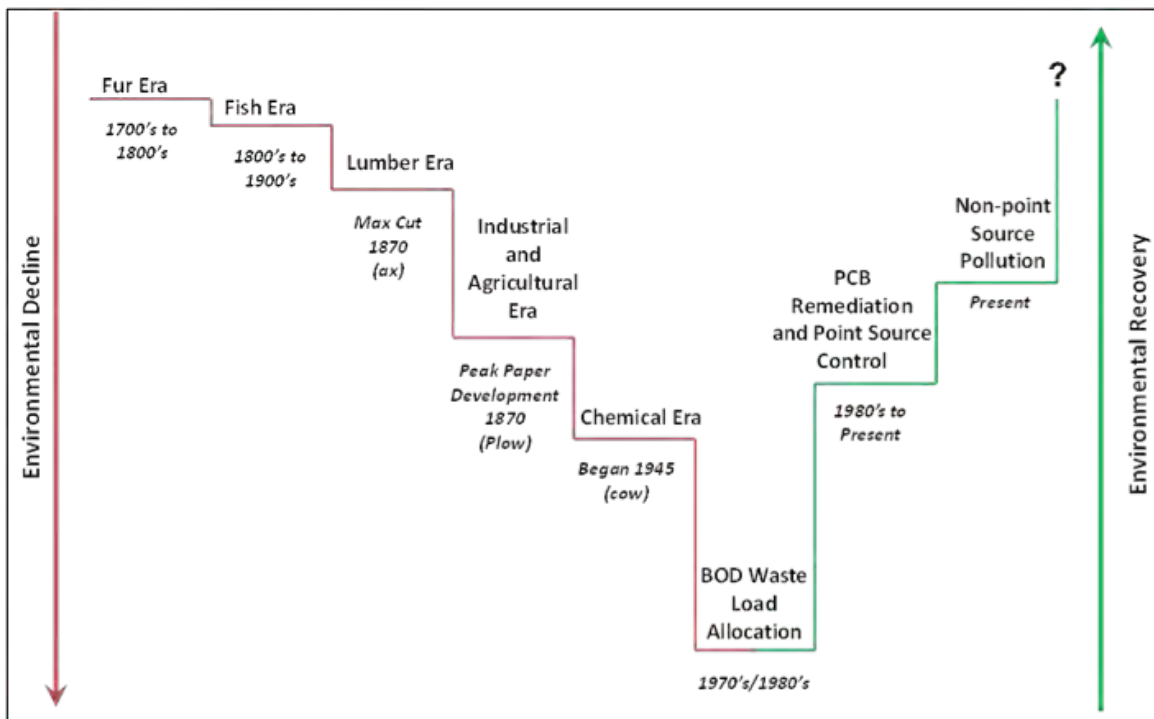 Environmental Decline
Fur Era
1700's to
1800's
Fish Era
1800's to
1900's
Lumber Era
Max Cut
1870
(ax)
Industrial
and
Agricultural
Era
Peak Paper
Development
1870
(Plow)
Chemical Era
Began 1945
(cow)
BOD Waste
Load
Allocation
1970's/1980's
PCB
Remediation
and Point Source
Control
1980's to
Present
Non-point
Source
Pollution
Present
?
Environmental Recovery